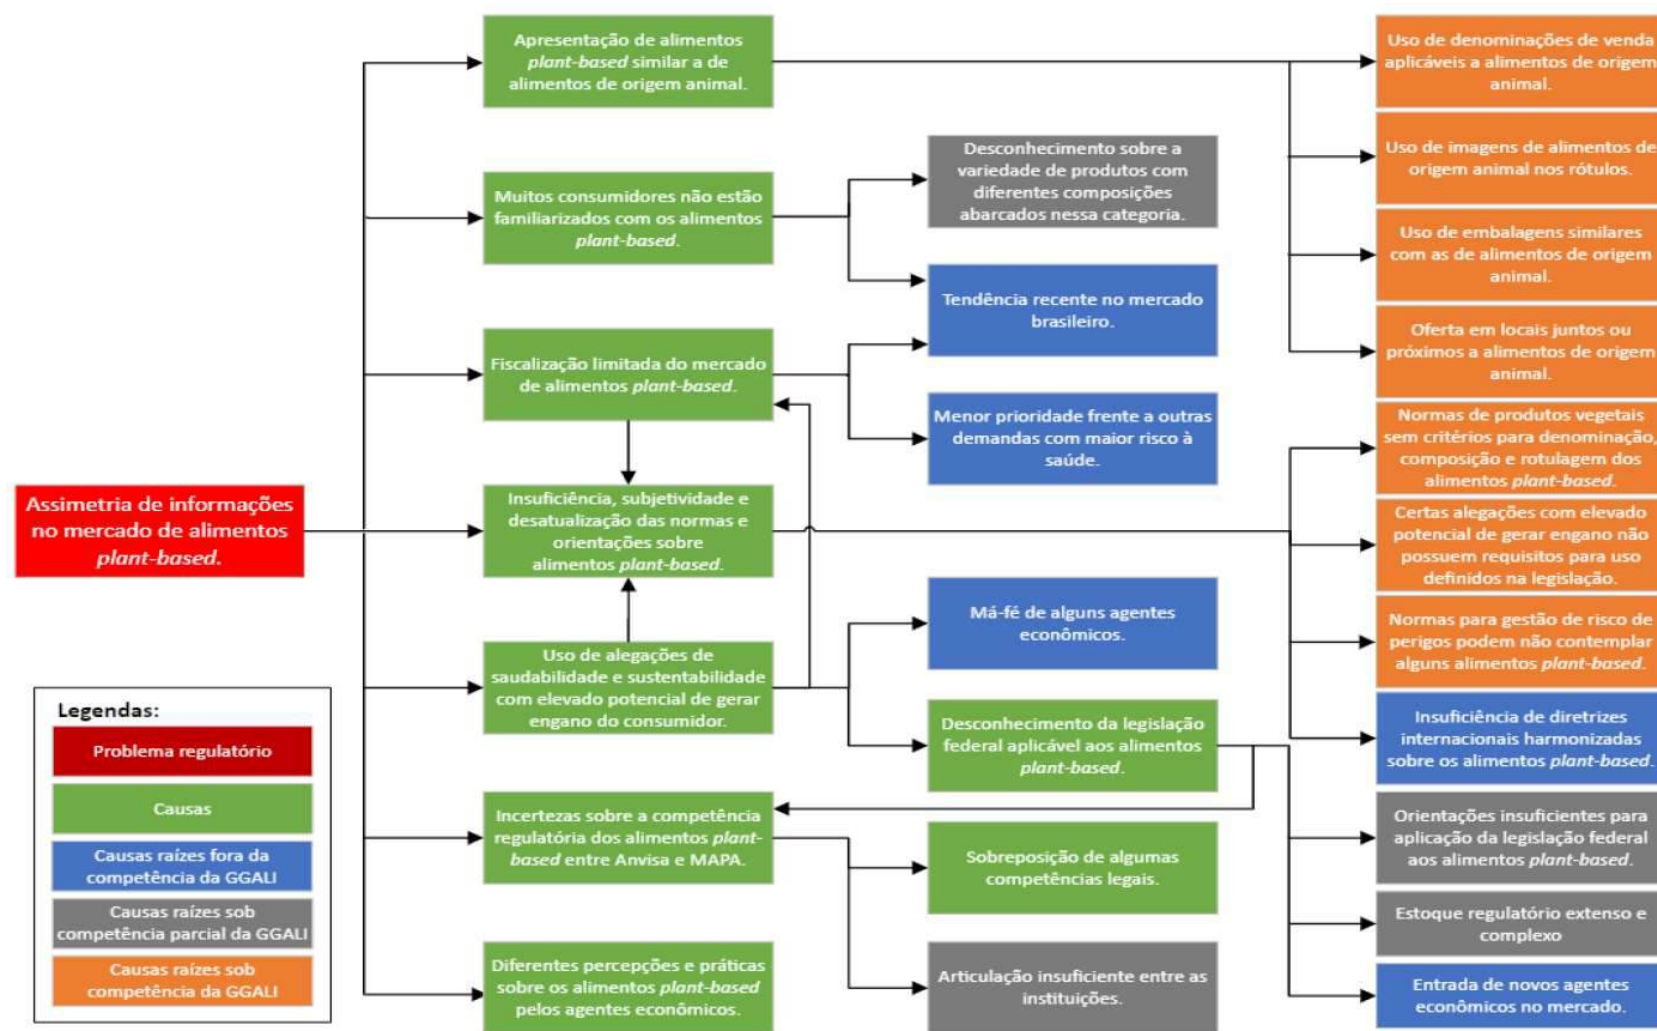 Assimetria de informações
no mercado de alimentos
plant-based.
Apresentação de alimentos
plant-based similar a de
alimentos de origem animal.
Muitos consumidores não estão
familiarizados com os alimentos
plant-based.
Fiscalização limitada do mercado
de alimentos plant-based.
Insuficiência, subjetividade e
desatualização das normas e
orientações sobre
alimentos plant-based.
Uso de alegações de
saudabilidade e sustentabilidade
com elevado potencial de gerar
engano do consumidor.
Incertezas sobre a competência
regulatória dos alimentos plant-
based entre Anvisa e MAPA.
Diferentes percepções e práticas
sobre os alimentos plant-based
pelos agentes econômicos.
Desconhecimento sobre a
variedade de produtos com
diferentes composições
abarcados nessa categoria.
Tendência recente no mercado
brasileiro.
Menor prioridade frente a outras
demandas com maior risco à
saúde.
Má-fé de alguns agentes
econômicos.
Desconhecimento da legislação
federal aplicável aos alimentos
plant-based.
Sobreposição de algumas
competências legais.
Articulação insuficiente entre as
instituições.
Uso de denominações de venda
aplicáveis a alimentos de origem
animal.
Uso de imagens de alimentos de
origem animal nos rótulos.
Uso de embalagens similares
com as de alimentos de origem
animal.
Oferta em locais juntos ou
próximos a alimentos de origem
animal.
Normas de produtos vegetais
sem critérios para denominação,
composição e rotulagem dos
alimentos plant-based.
Certas alegações com elevado
potencial de gerar engano não
possuem requisitos para uso
definidos na legislação.
Normas para gestão de risco de
perigos podem não contemplar
alguns alimentos plant-based.
Insuficiência de diretrizes
internacionais harmonizadas
sobre os alimentos plant-based.
Orientações insuficientes para
aplicação da legislação federal
aos alimentos plant-based.
Estoque regulatório extenso e
complexo
Entrada de novos agentes
econômicos no mercado.
Legendas:
Problema regulatório
Causas
Causas raízes fora da
competência da GGALI
Causas raízes sob
competência parcial da GGALI
Causas raízes sob
competência da GGALI